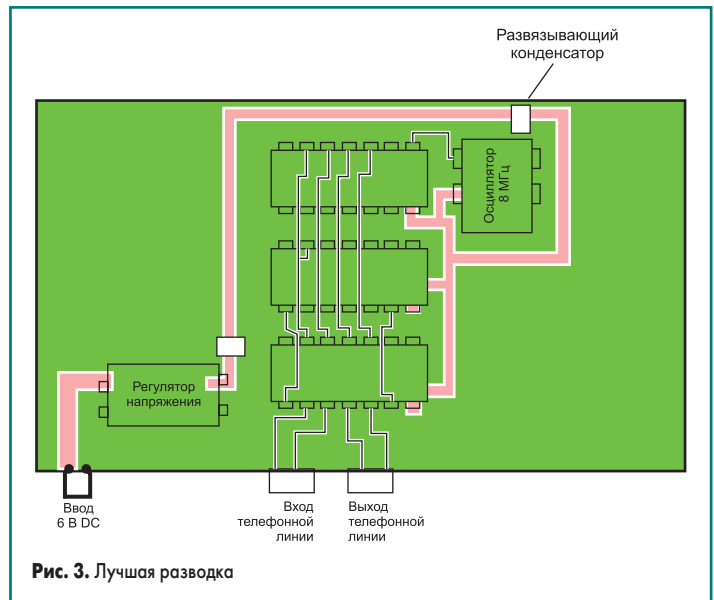 Развязывающий
конденсатор
Осциллятор
8 МГц
Регулятор
напряжения
Ввод
6 В DC
Вход
телефонной
линии
Выход
телефонной
линии
Рис. 3. Лучшая разводка